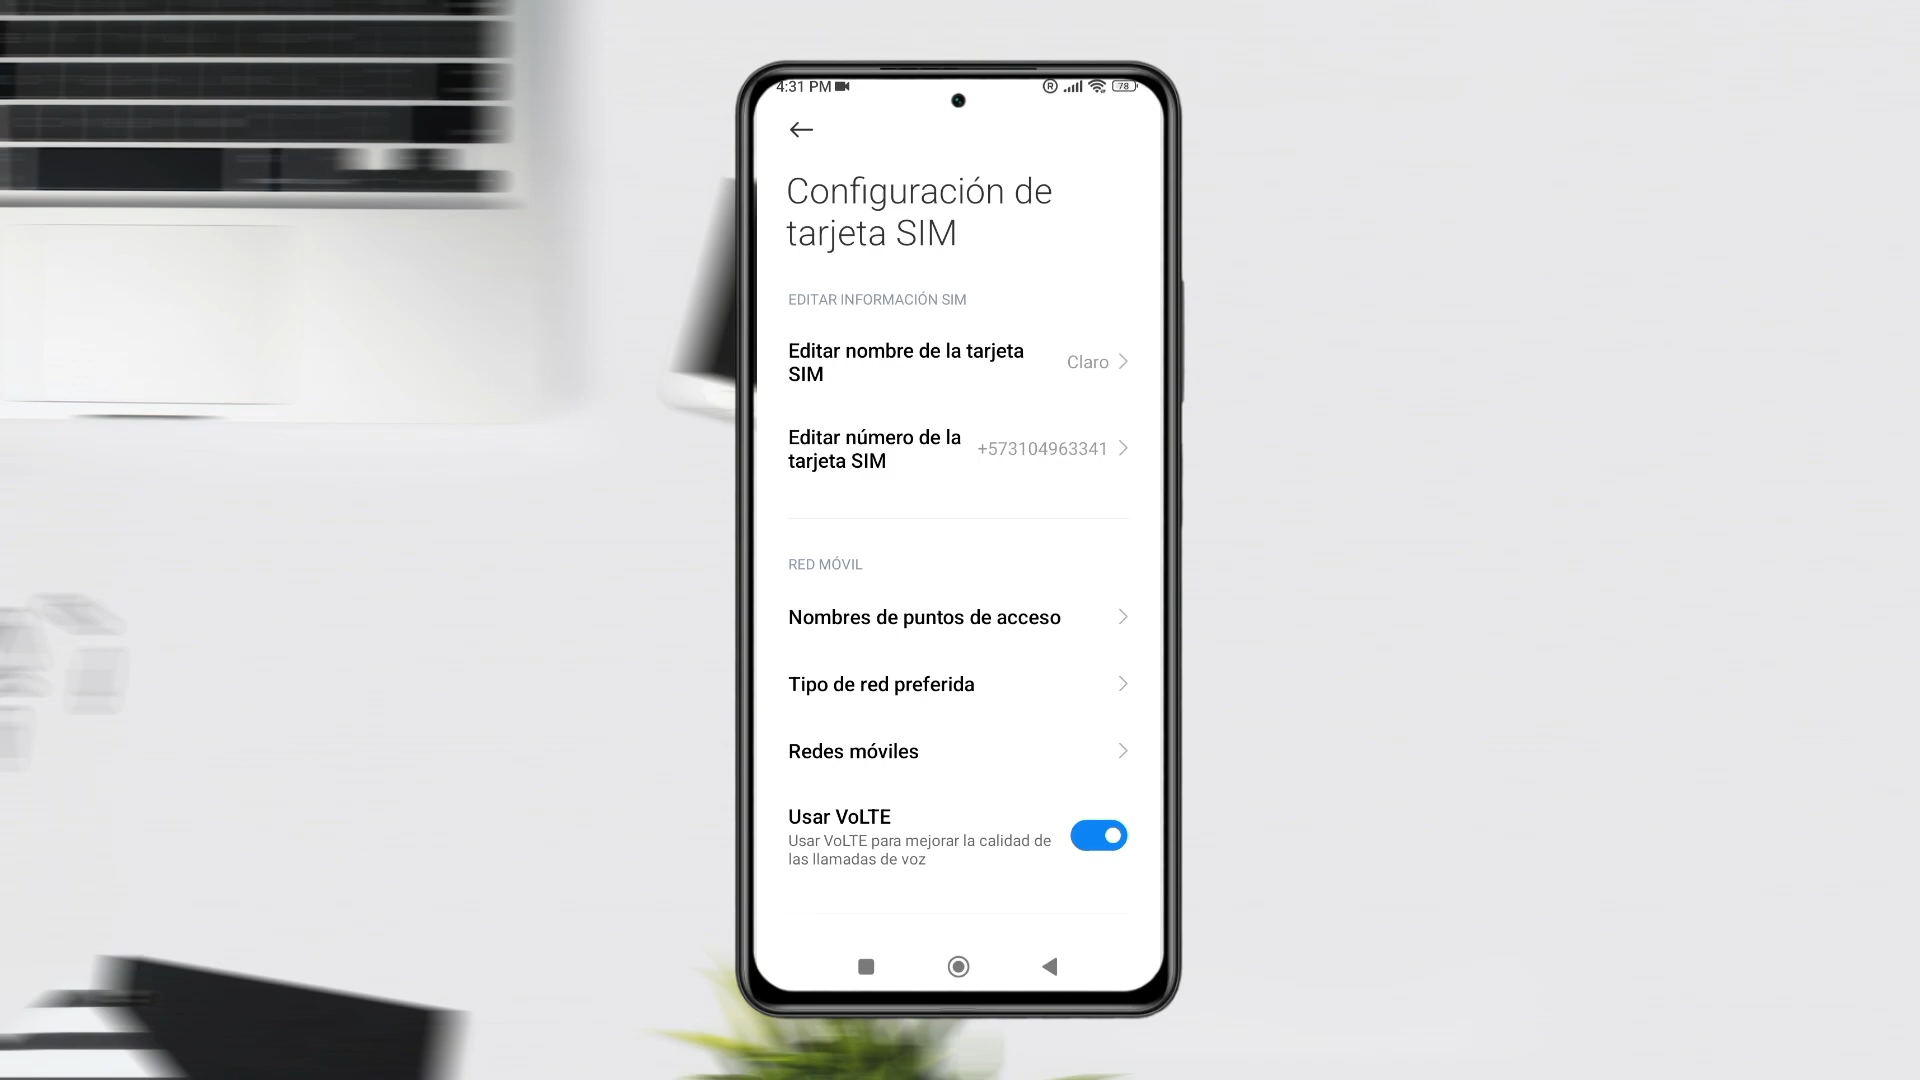 4:31 PM
R
78
Configuración de
tarjeta SIM
EDITAR INFORMACIÓN SIM
Editar nombre de la tarjeta
SIM
Claro
Editar número de la
tarjeta SIM
+573104963341
RED MÓVIL
Nombres de puntos de acceso
Tipo de red preferida
Redes móviles
Usar VoLTE
Usar VoLTE para mejorar la calidad de
las llamadas de voz